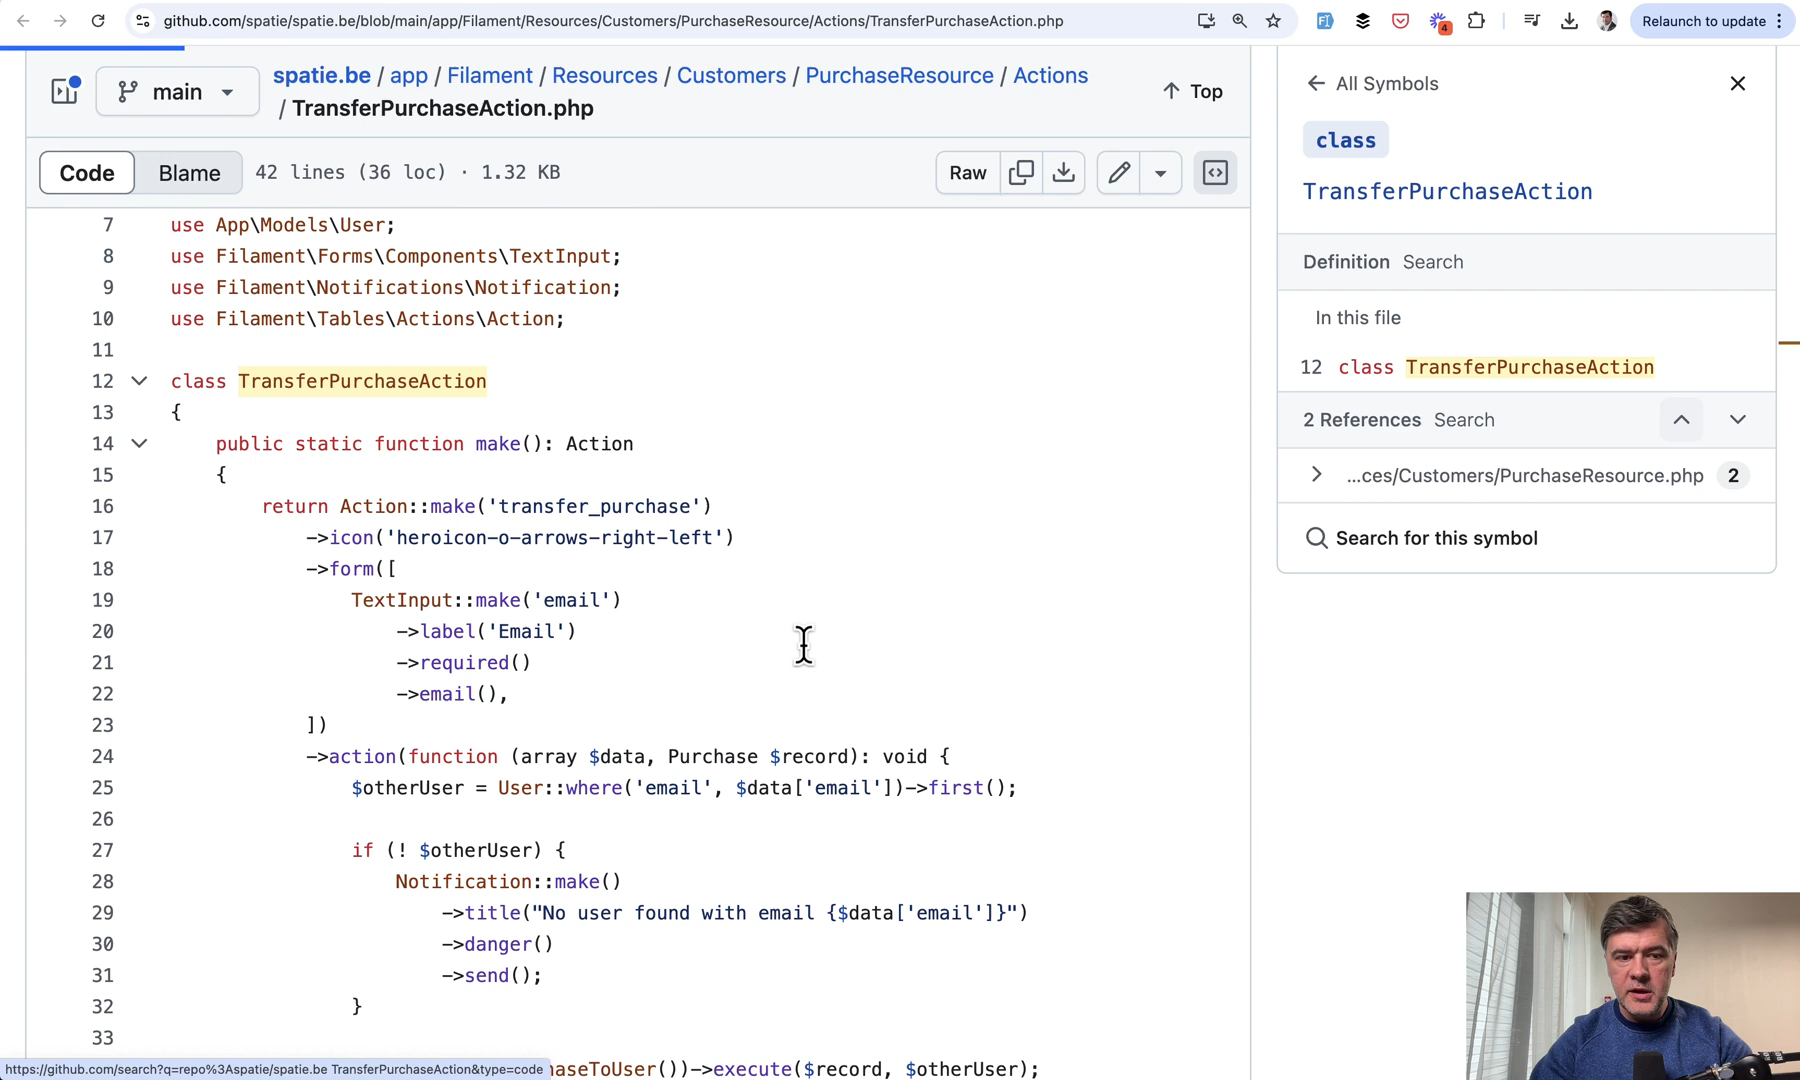 github.com/spatie/spatie.be/blob/main/app/Filament/Resources/Customers/PurchaseResource/Actions/TransferPurchaseAction.php
4
Relaunch to update
main
spatie.be / app / Filament / Resources / Customers / PurchaseResource / Actions
/ TransferPurchaseAction.php
Top
Code
Blame
42 lines (36 loc) · 1.32 KB
Raw
7 use App\Models\User;
8 use Filament\Forms\Components\TextInput;
9 use Filament\Notifications\Notification;
10 use Filament\Tables\Actions\Action;
11
12 class TransferPurchaseAction
13 {
14 public static function make(): Action
15 {
16 return Action::make('transfer_purchase')
17 ->icon('heroicon-o-arrows-right-left')
18 ->form([
19 TextInput::make('email')
20 ->label('Email')
21 ->required()
22 ->email(),
23 ])
24 ->action(function (array $data, Purchase $record): void {
25 $otherUser = User::where('email', $data['email'])->first();
26
27 if (! $otherUser) {
28 Notification::make()
29 ->title("No user found with email {$data['email']}")
30 ->danger()
31 ->send();
32 }
33
haseToUser())->execute($record, $otherUser);
https://github.com/search?q=repo%3Aspatie/spatie.be TransferPurchaseAction&type=code
All Symbols
class
TransferPurchaseAction
Definition Search
In this file
12 class TransferPurchaseAction
2 References Search
...ces/Customers/PurchaseResource.php 2
Search for this symbol